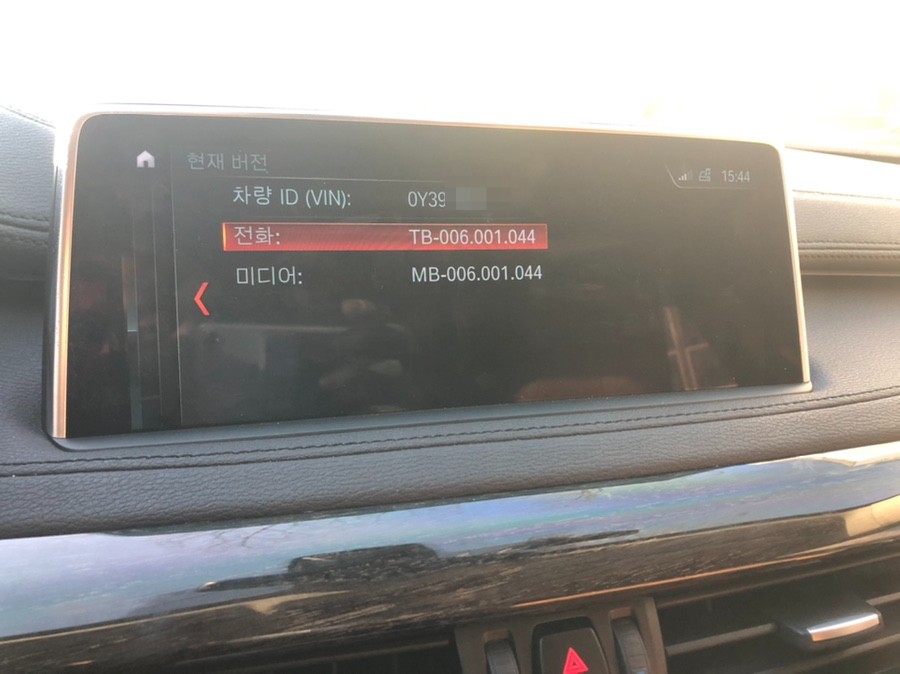 현재 버전
15:44
차량 ID (VIN): 0Y39
전화: TB-006.001.044
미디어: MB-006.001.044